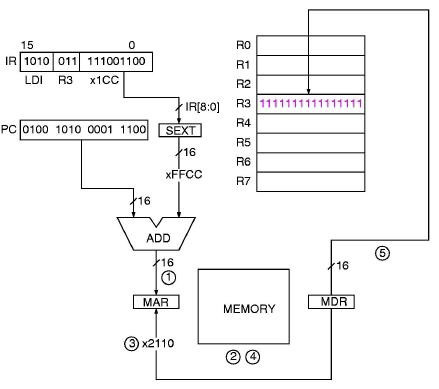 15 0
IR 1010 011 111001100
LDI R3 x1CC
IR[8:0]
SEXT
PC 0100 1010 0001 1100
16
xFFCC
16
ADD
16
①
MAR
③ x2110
MEMORY
② ④
MDR
16
⑤
R0
R1
R2
R3 1111111111111111
R4
R5
R6
R7